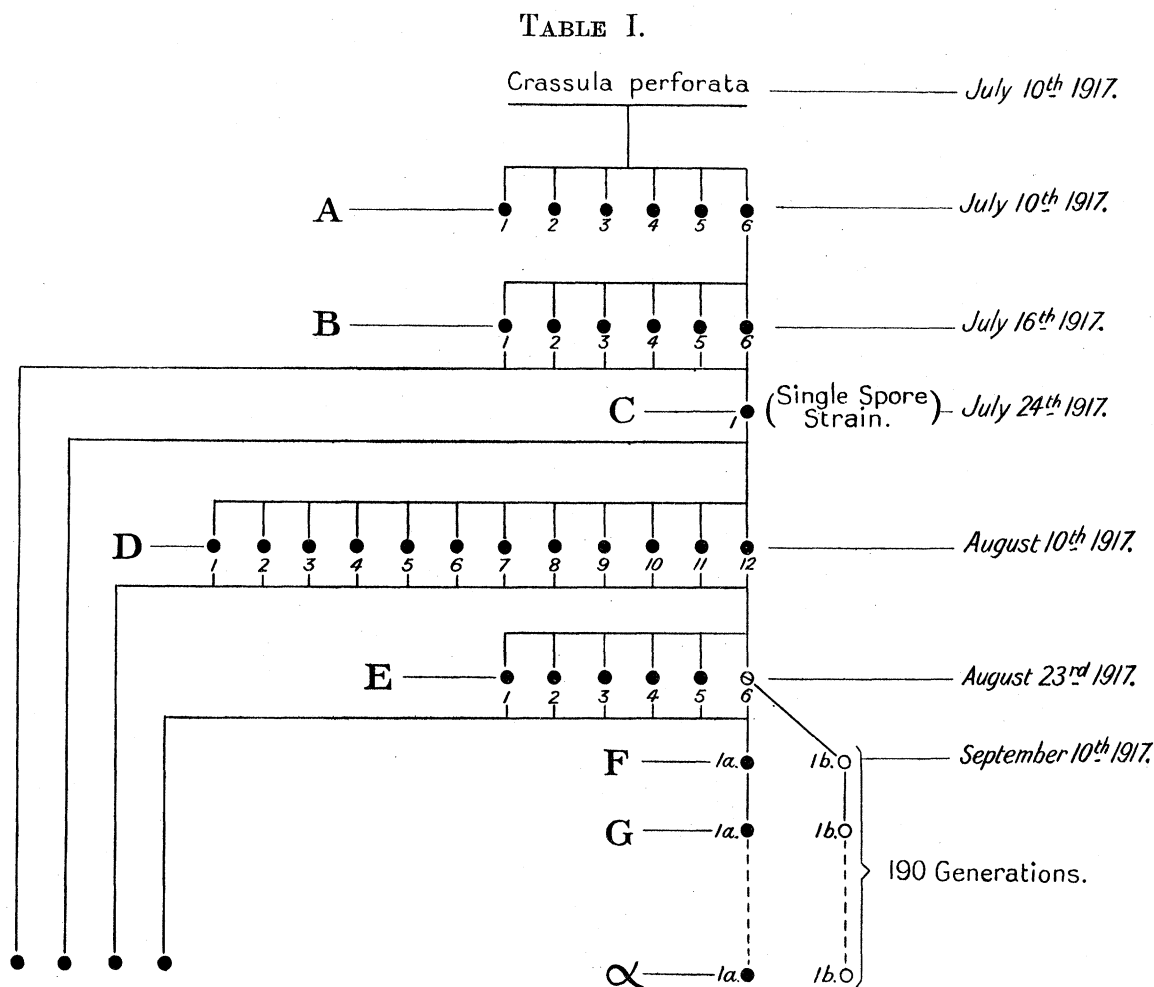 TABLE I.
Crassula perforata July 10th 1917.
A July 10th 1917.
1 2 3 4 5 6
B July 16th 1917.
1 2 3 4 5 6
C 1 (Single Spore Strain.) July 24th 1917.
D August 10th 1917.
1 2 3 4 5 6 7 8 9 10 11 12
E August 23rd 1917.
1 2 3 4 5 6
F 1a. 1b. September 10th 1917.
G 1a. 1b.
190 Generations.
∝ 1a. 1b.